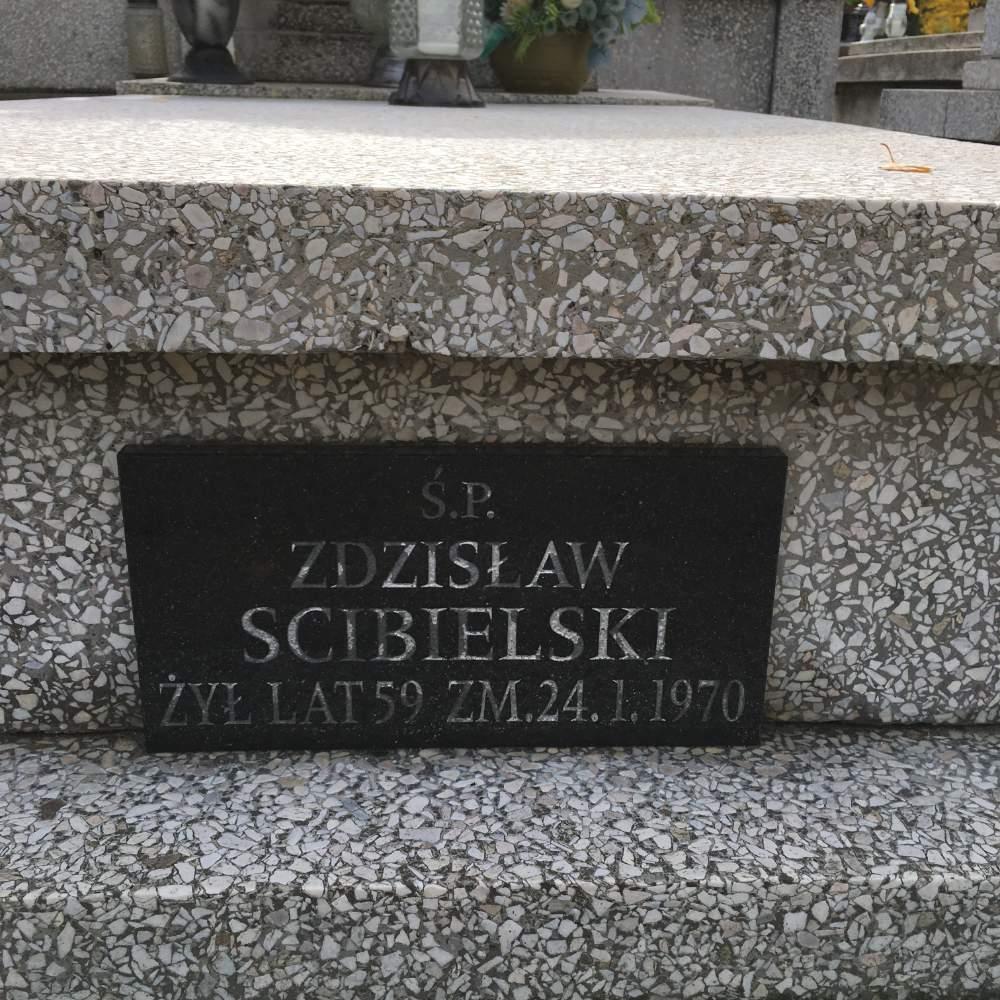 Ś.P.
ZDZISŁAW
SCIBIELSKI
ŻYŁ LAT 59 ZM. 24. 1. 1970